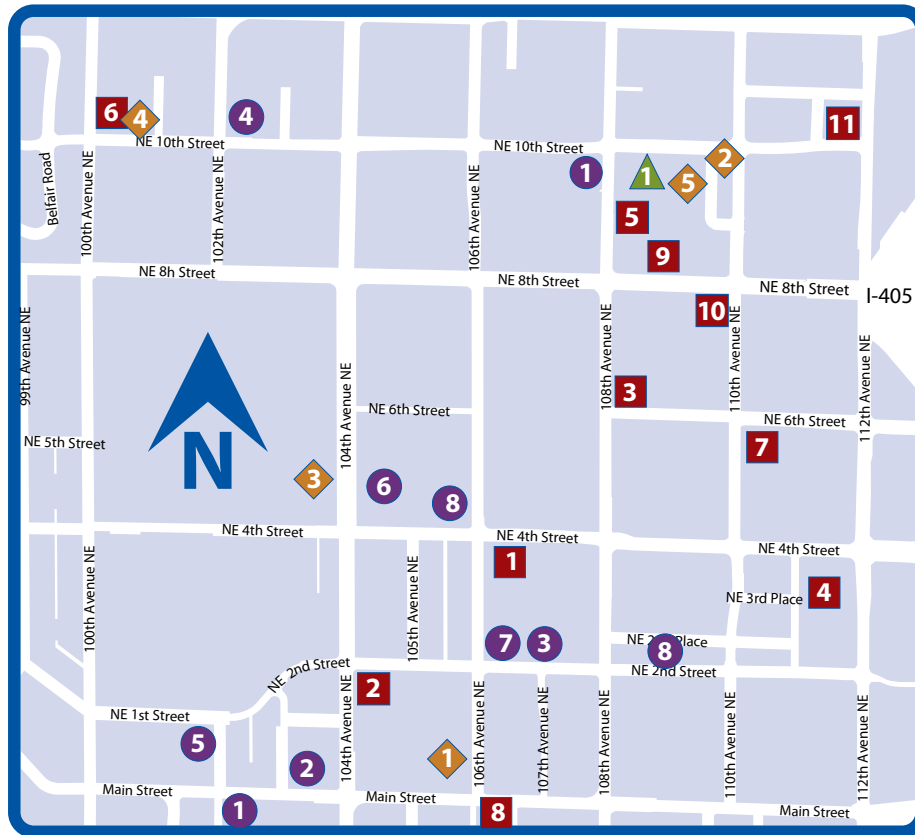 6
4
4
11
NE 10th Street
NE 10th Street
2
1
1
5
Belfair Road
100th Avenue NE
102th Avenue NE
106th Avenue NE
5
9
NE 8h Street
NE 8th Street
NE 8th Street
I-405
10
99th Avenue NE
104th Avenue NE
108th Avenue NE
110th Avenue NE
112th Avenue NE
3
NE 6th Street
NE 6th Street
NE 5th Street
7
N
3
6
8
NE 4th Street
NE 4th Street
NE 4th Street
1
100th Avenue NE
105th Avenue NE
NE 3rd Place
4
7
3
NE 2nd Place
8
NE 2nd Street
NE 2nd Street
2
104th Avenue NE
106th Avenue NE
107th Avenue NE
108th Avenue NE
110th Avenue NE
112th Avenue NE
NE 1st Street
5
2
1
Main Street
Main Street
Main Street
1
8